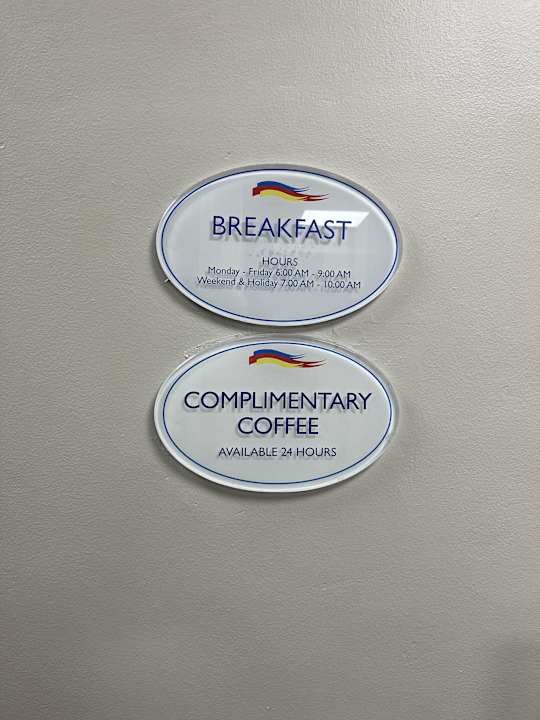 BREAKFAST
HOURS
Monday - Friday 6:00 AM - 9:00 AM
Weekend & Holiday 7:00 AM - 10:00 AM
COMPLIMENTARY
COFFEE
AVAILABLE 24 HOURS